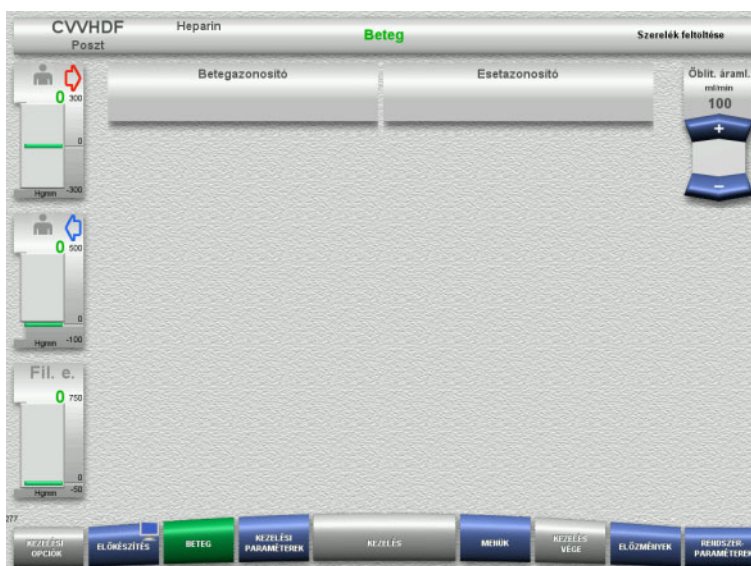 CVVHDF Heparin Beteg Szerelék feltöltése
Poszt
Betegazonosító Esetazonosító Öblit. áraml.
ml/min
0 300 100
+
0
-
Hgmm -300
0 500
0
Hgmm -100
Fil. e.
0 750
0
Hgmm -50
277
KEZELÉSI OPCIÓK
ELŐKÉSZÍTÉS
BETEG
KEZELÉSI PARAMÉTEREK
KEZELÉS
MENÜK
KEZELÉS VÉGE
ELŐZMÉNYEK
RENDSZER-PARAMÉTEREK